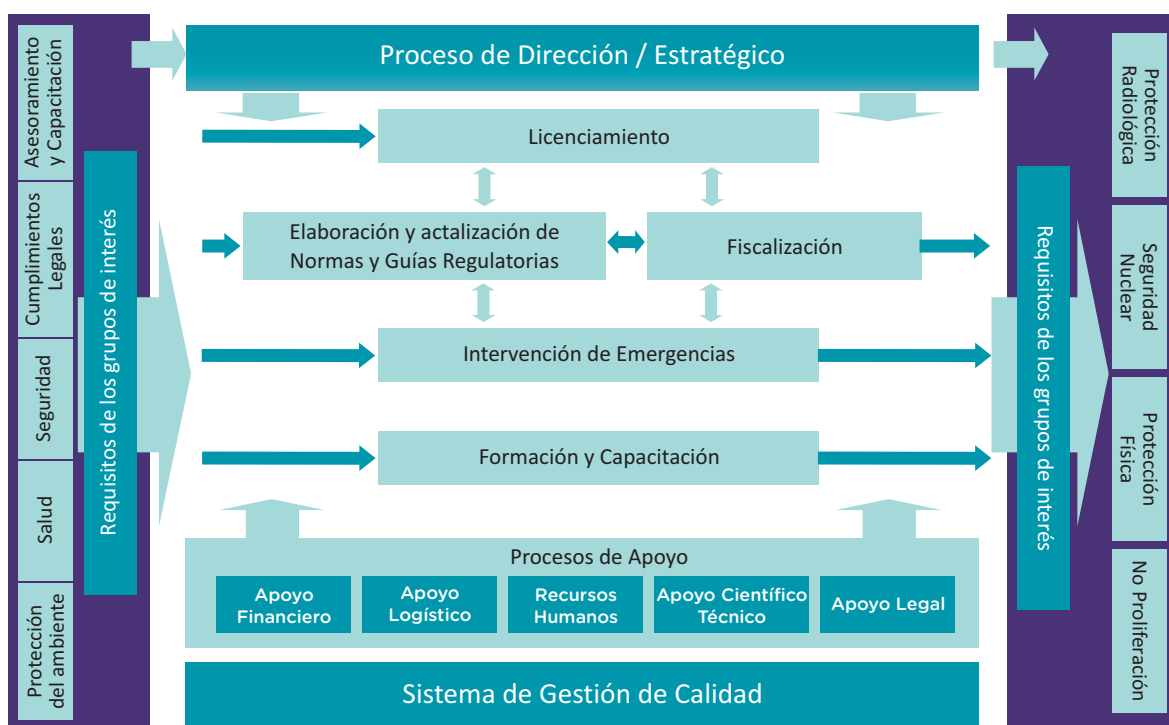 Asesoramiento
y Capacitación
Cumplimientos
Legales
Seguridad
Salud
Protección
del ambiente
Requisitos de los grupos de interés
Proceso de Dirección / Estratégico
Licenciamiento
Elaboración y actalización de
Normas y Guías Regulatorias
Fiscalización
Intervención de Emergencias
Formación y Capacitación
Procesos de Apoyo
Apoyo
Financiero
Apoyo
Logístico
Recursos
Humanos
Apoyo Científico
Técnico
Apoyo Legal
Sistema de Gestión de Calidad
Requisitos de los grupos de interés
Protección
Radiológica
Seguridad
Nuclear
Protección
Física
No Proliferación